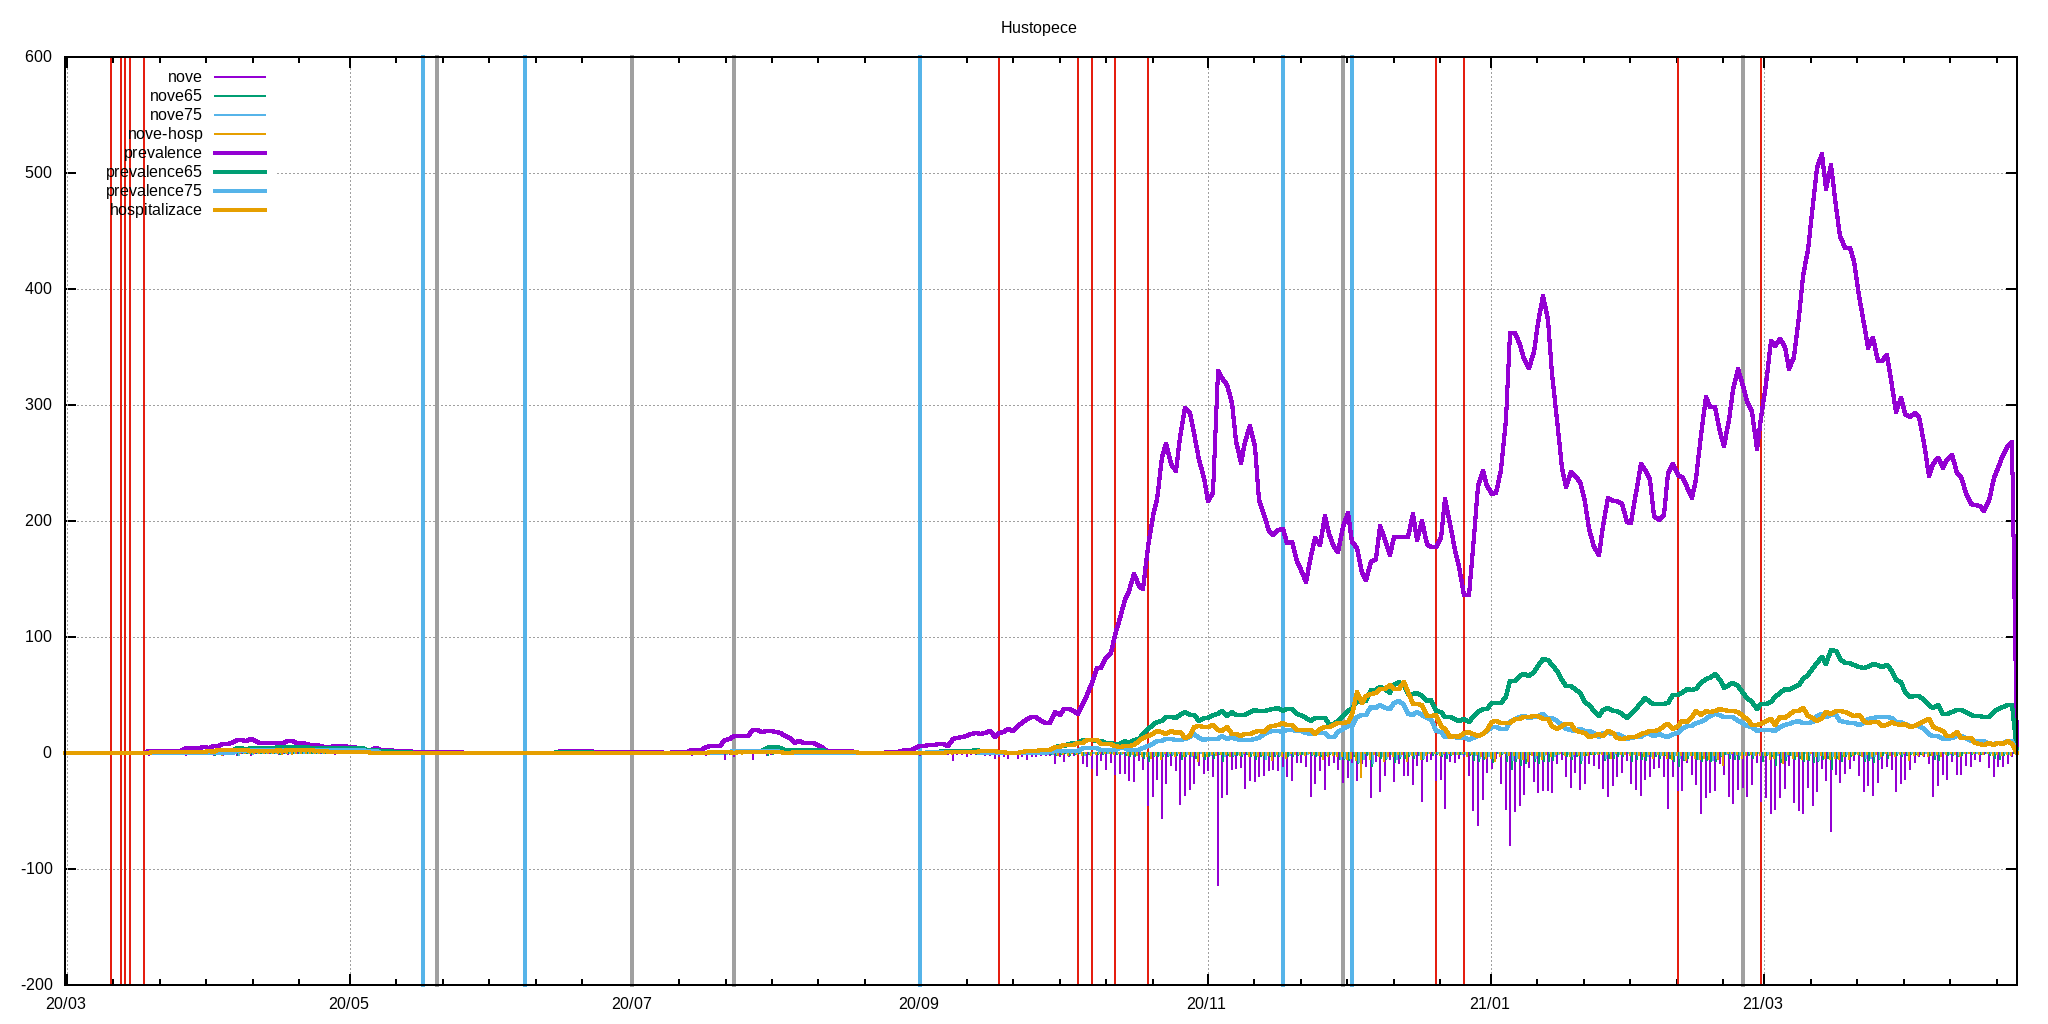 Hustopece
600
500
400
300
200
100
0
-100
-200
nove
nove65
nove75
nove-hosp
prevalence
prevalence65
prevalence75
hospitalizace
20/03 20/05 20/07 20/09 20/11 21/01 21/03